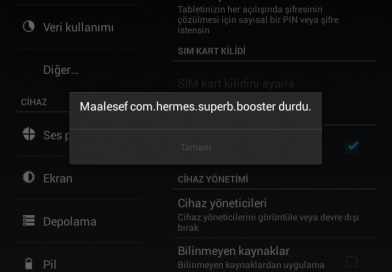 Veri kullanımı
Diğer...
CİHAZ
Ses p
Ekran
Depolama
Pil
Tabletinizin her açılışında şifresinin
çözülmesi için sayısal bir PIN veya şifre
istensin
SIM KART KİLİDİ
SIM kart kilidini ayarla
Maalesef com.hermes.superb.booster durdu.
Tamam
CİHAZ YÖNETİMİ
Cihaz yöneticileri
Cihaz yöneticilerini görüntüle veya devre dışı
bırak
Bilinmeyen kaynaklar
Bilinmeyen kaynaklardan uygulama